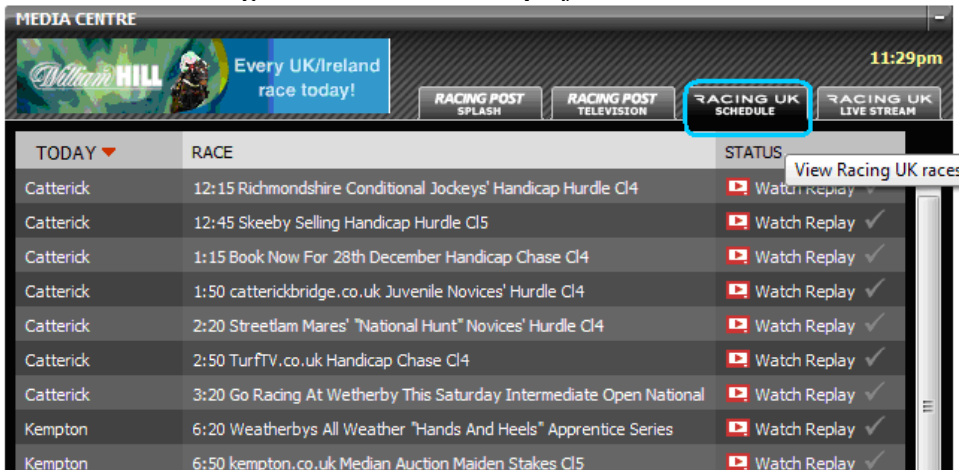 MEDIA CENTRE
William HILL
Every UK/Ireland
race today!
11:29pm
RACING POST
SPLASH
RACING POST
TELEVISION
RACING UK
SCHEDULE
RACING UK
LIVE STREAM
TODAY RACE STATUS
View Racing UK races
Catterick 12:15 Richmondshire Conditional Jockeys' Handicap Hurdle Cl4 Watch Replay
Catterick 12:45 Skeeby Selling Handicap Hurdle Cl5 Watch Replay
Catterick 1:15 Book Now For 28th December Handicap Chase Cl4 Watch Replay
Catterick 1:50 catterickbridge.co.uk Juvenile Novices' Hurdle Cl4 Watch Replay
Catterick 2:20 Streetlam Mares' "National Hunt" Novices' Hurdle Cl4 Watch Replay
Catterick 2:50 TurfTV.co.uk Handicap Chase Cl4 Watch Replay
Catterick 3:20 Go Racing At Wetherby This Saturday Intermediate Open National Watch Replay
Kempton 6:20 Weatherbys All Weather "Hands And Heels" Apprentice Series Watch Replay
Kempton 6:50 kempton.co.uk Median Auction Maiden Stakes Cl5 Watch Replay